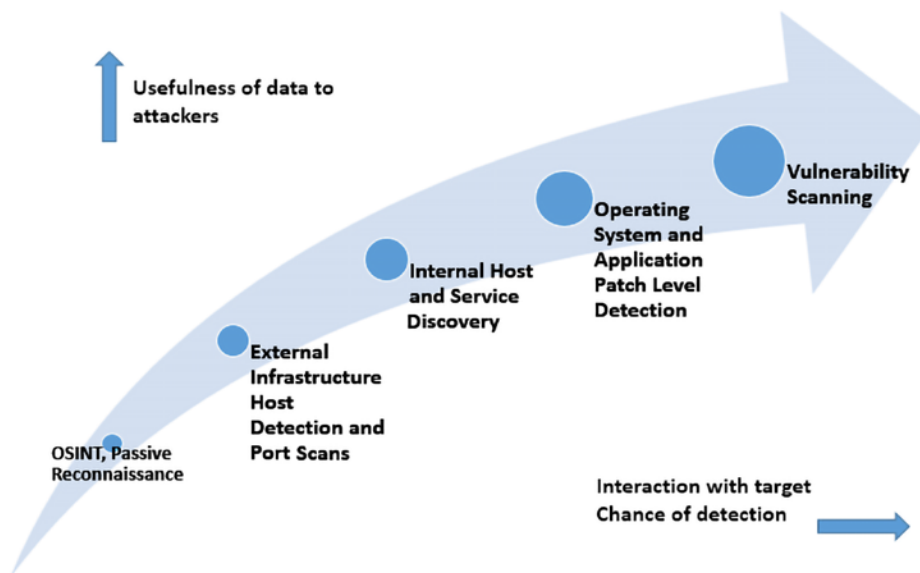 Usefulness of data to
attackers
Vulnerability
Scanning
Operating
System and
Application
Patch Level
Detection
Internal Host
and Service
Discovery
External
Infrastructure
Host
Detection and
Port Scans
OSINT, Passive
Reconnaissance
Interaction with target
Chance of detection